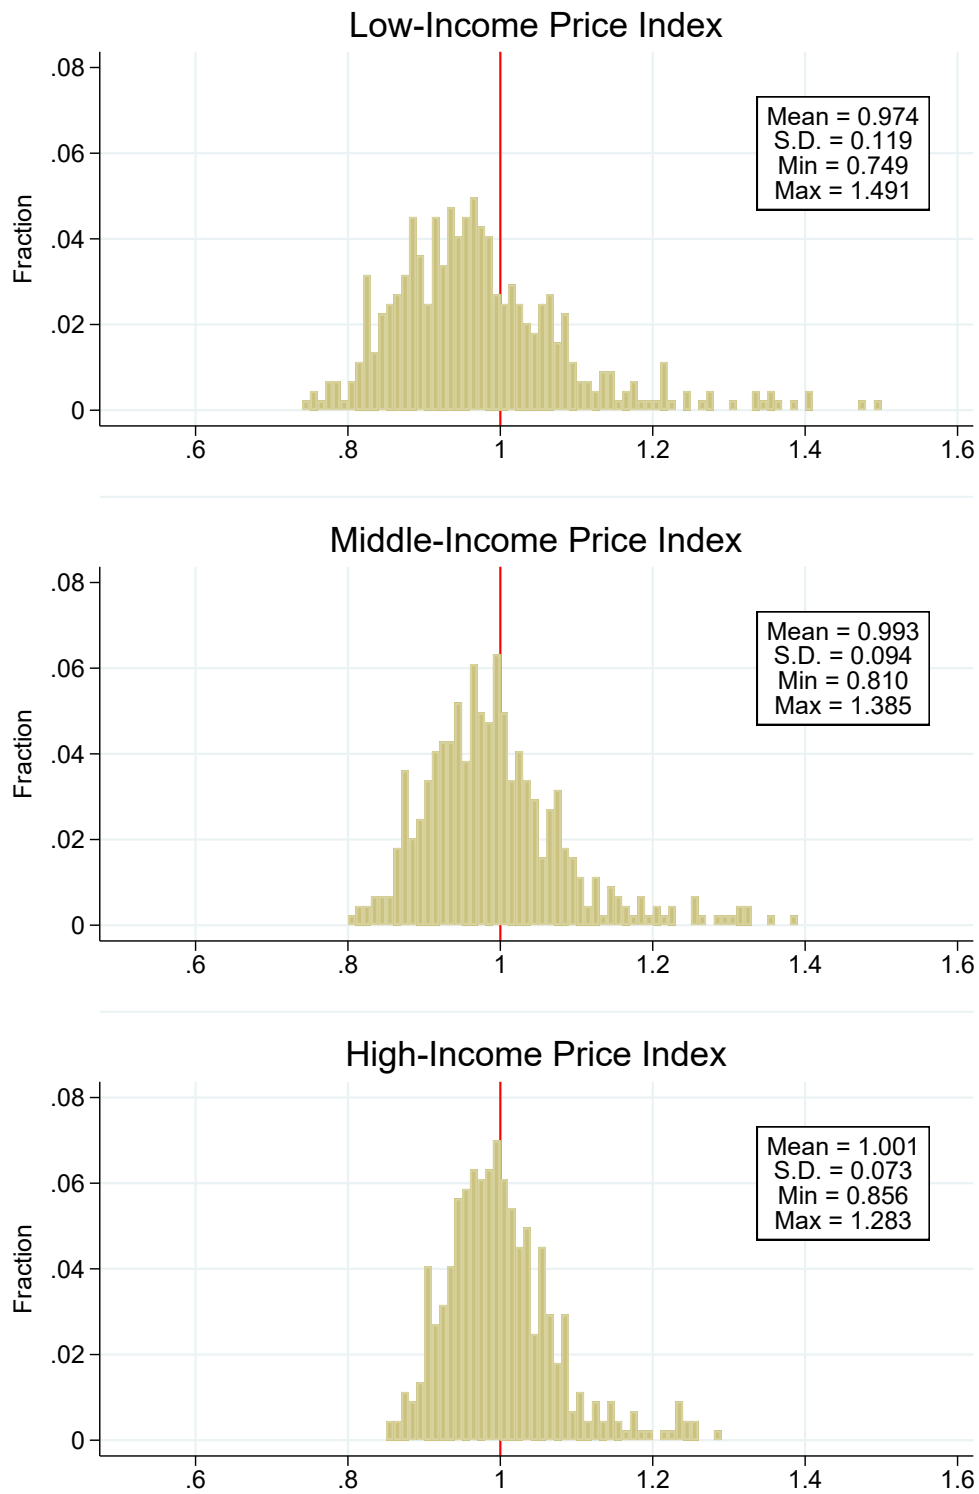 Low-Income Price Index
.08
.06
.04
.02
0
Fraction
Mean = 0.974
S.D. = 0.119
Min = 0.749
Max = 1.491
.6 .8 1 1.2 1.4 1.6
Middle-Income Price Index
.08
.06
.04
.02
0
Fraction
Mean = 0.993
S.D. = 0.094
Min = 0.810
Max = 1.385
.6 .8 1 1.2 1.4 1.6
High-Income Price Index
.08
.06
.04
.02
0
Fraction
Mean = 1.001
S.D. = 0.073
Min = 0.856
Max = 1.283
.6 .8 1 1.2 1.4 1.6